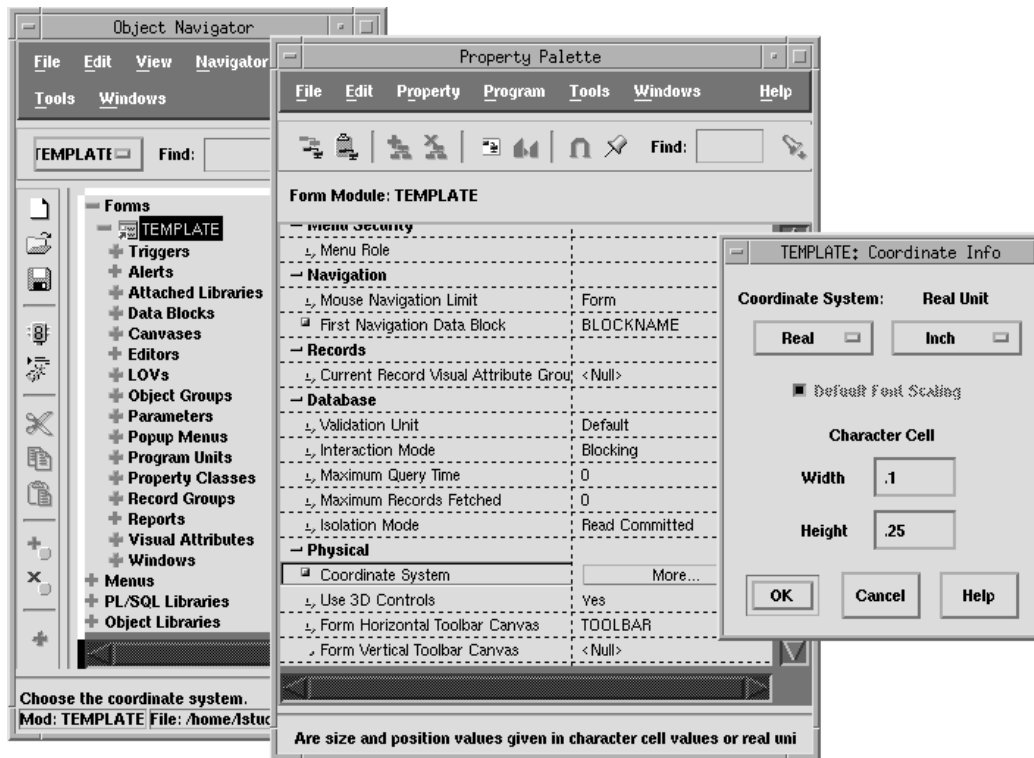 Object Navigator
File Edit View Navigator
Tools Windows
TEMPLATE Find:
Forms
TEMPLATE
Triggers
Alerts
Attached Libraries
Data Blocks
Canvases
Editors
LOVs
Object Groups
Parameters
Popup Menus
Program Units
Property Classes
Record Groups
Reports
Visual Attributes
Windows
Menus
PL/SQL Libraries
Object Libraries
Choose the coordinate system.
Mod: TEMPLATE File: /home/lstuc
Property Palette
File Edit Property Program Tools Windows Help
Find:
Form Module: TEMPLATE
Menu Security
Menu Role
Navigation
Mouse Navigation Limit Form
First Navigation Data Block BLOCKNAME
Records
Current Record Visual Attribute Grou <Null>
Database
Validation Unit Default
Interaction Mode Blocking
Maximum Query Time 0
Maximum Records Fetched 0
Isolation Mode Read Committed
Physical
Coordinate System More...
Use 3D Controls Yes
Form Horizontal Toolbar Canvas TOOLBAR
Form Vertical Toolbar Canvas <Null>
Are size and position values given in character cell values or real uni
TEMPLATE: Coordinate Info
Coordinate System: Real Unit
Real Inch
Default Font Scaling
Character Cell
Width .1
Height .25
OK Cancel Help